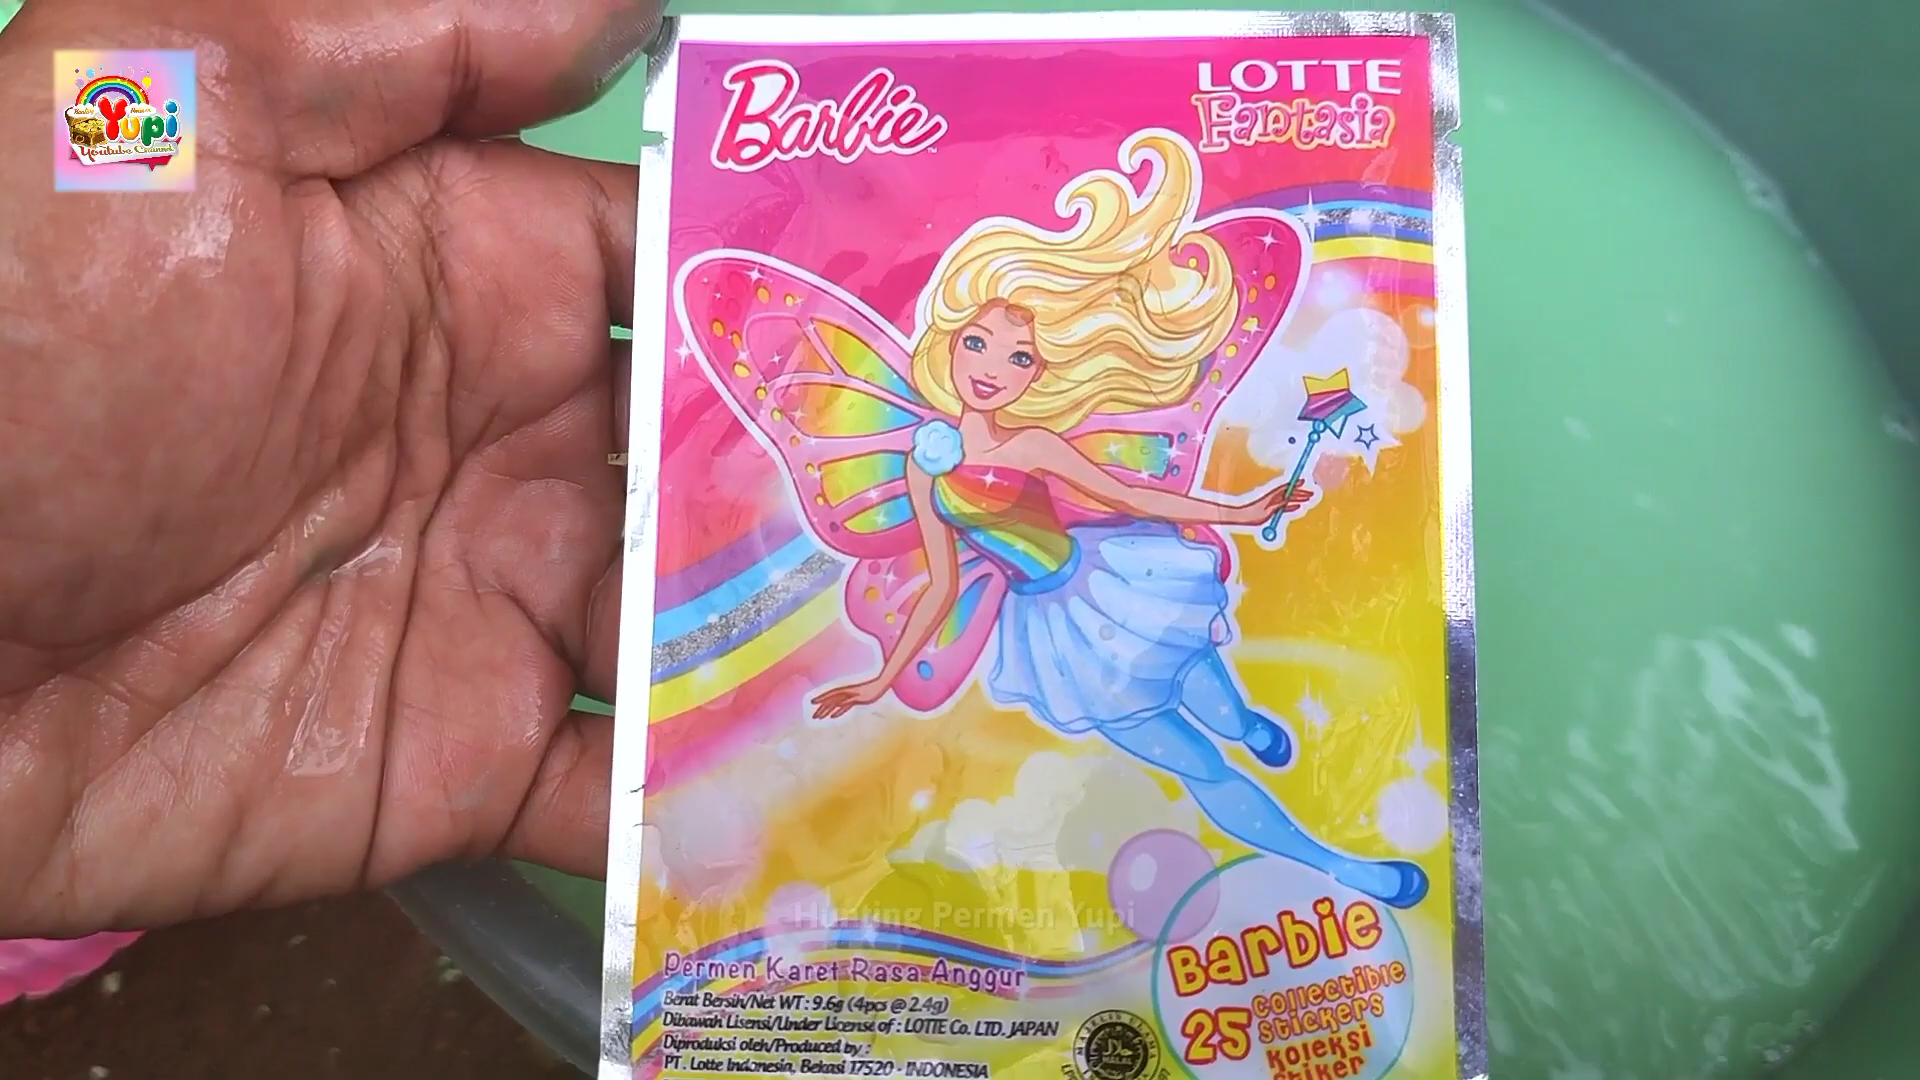 Yupi
Youtube Channel
Barbie
LOTTE
Fantasia
Hunting Permen Yupi
Permen Karet Rasa Anggur
Berat Bersih/Net WT : 9.6g (4pcs @ 2.4g)
Dibawah Lisensi/Under License of : LOTTE Co. LTD. JAPAN
Diproduksi oleh/Produced by :
PT. Lotte Indonesia, Bekasi 17520 - INDONESIA
Barbie
25 collectible
stickers
koleksi
stiker
HALAL